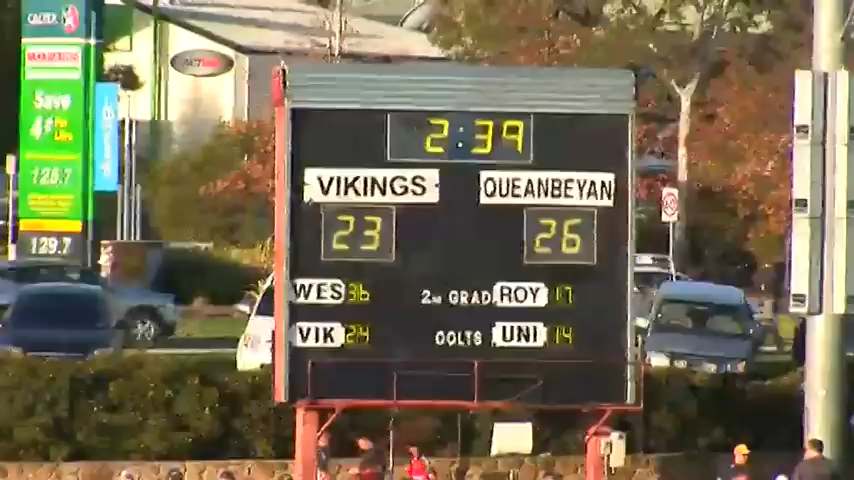 CALTEX
Save
4¢ Per Litre
128.7
129.7
2:39
VIKINGS QUEANBEYAN
23 26
WES 36 2ND GRAD. ROY 17
VIK 24 COLTS UNI 14